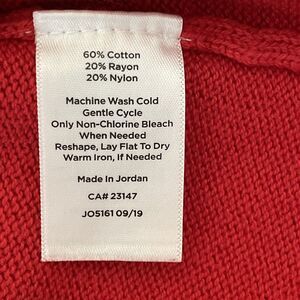 60% Cotton
20% Rayon
20% Nylon
Machine Wash Cold
Gentle Cycle
Only Non-Chlorine Bleach
When Needed
Reshape, Lay Flat To Dry
Warm Iron, If Needed
Made in Jordan
CA# 23147
JO5161 09/19